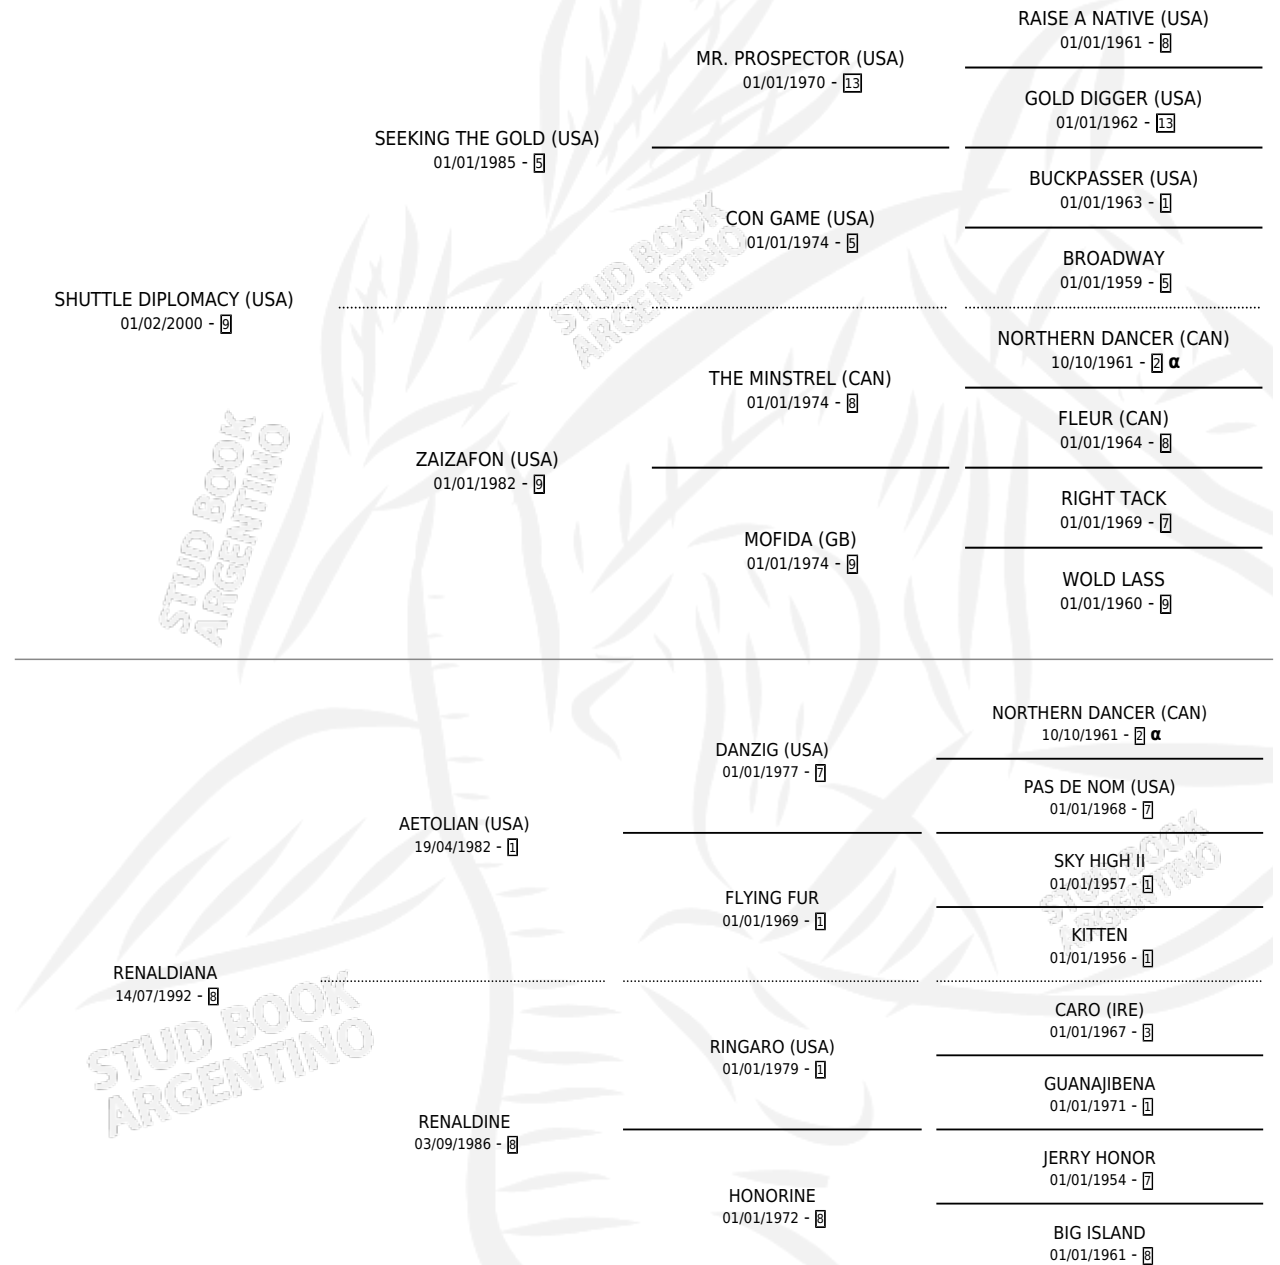 RAISE A NATIVE (USA)
01/01/1961 - 8
MR. PROSPECTOR (USA)
01/01/1970 - 13
GOLD DIGGER (USA)
01/01/1962 - 13
SEEKING THE GOLD (USA)
01/01/1985 - 5
BUCKPASSER (USA)
01/01/1963 - 1
CON GAME (USA)
01/01/1974 - 5
BROADWAY
01/01/1959 - 5
STUD BOOK
ARGENTINO
SHUTTLE DIPLOMACY (USA)
01/02/2000 - 9
NORTHERN DANCER (CAN)
10/10/1961 - 2 α
THE MINSTREL (CAN)
01/01/1974 - 8
FLEUR (CAN)
01/01/1964 - 8
ZAIZAFON (USA)
01/01/1982 - 9
RIGHT TACK
01/01/1969 - 7
MOFIDA (GB)
01/01/1974 - 9
WOLD LASS
01/01/1960 - 9
STUD BOOK
ARGENTINO
NORTHERN DANCER (CAN)
10/10/1961 - 2 α
DANZIG (USA)
01/01/1977 - 7
PAS DE NOM (USA)
01/01/1968 - 7
AETOLIAN (USA)
19/04/1982 - 1
SKY HIGH II
01/01/1957 - 1
FLYING FUR
01/01/1969 - 1
KITTEN
01/01/1956 - 1
STUD BOOK
ARGENTINO
RENALDIANA
14/07/1992 - 8
CARO (IRE)
01/01/1967 - 3
RINGARO (USA)
01/01/1979 - 1
GUANAJIBENA
01/01/1971 - 1
STUD BOOK
ARGENTINO
RENALDINE
03/09/1986 - 8
JERRY HONOR
01/01/1954 - 7
HONORINE
01/01/1972 - 8
BIG ISLAND
01/01/1961 - 8